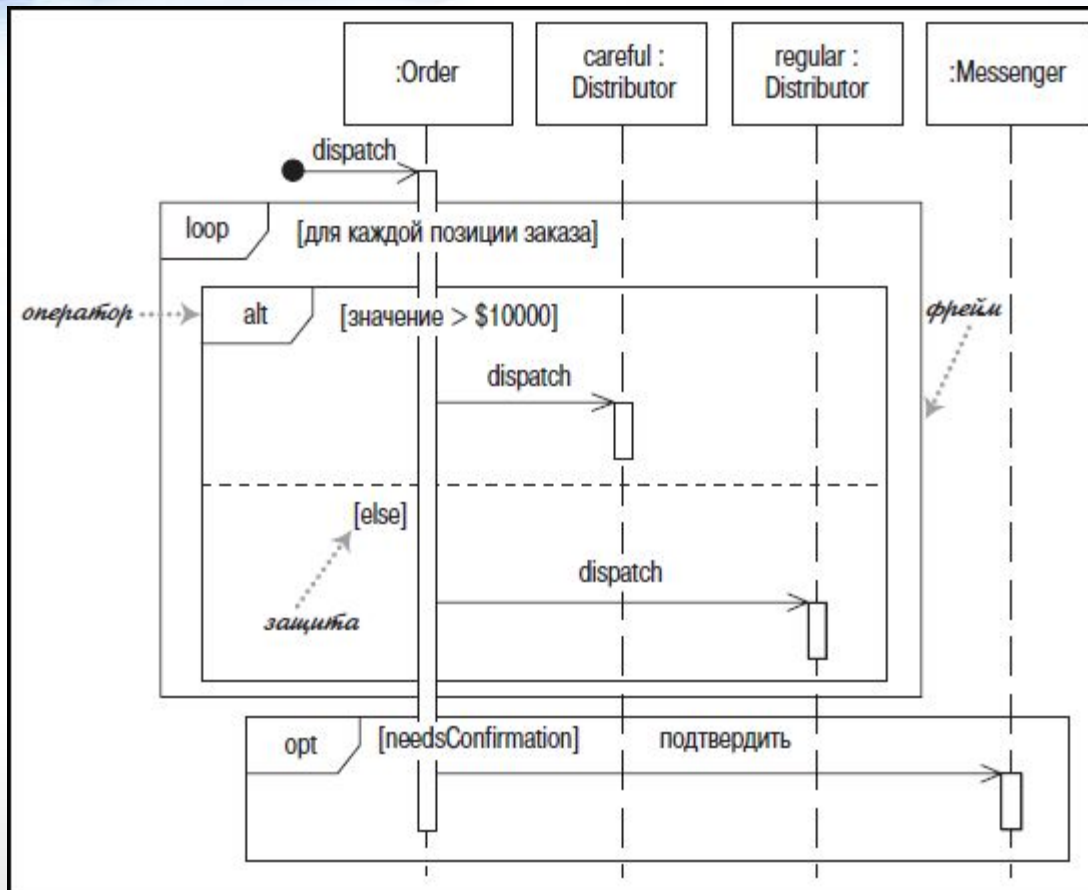 :Order
careful :
Distributor
regular :
Distributor
:Messenger
dispatch
loop
[для каждой позиции заказа]
оператор
alt
[значение > $10000]
фрейм
dispatch
[else]
dispatch
защита
opt
[needsConfirmation]
подтвердить